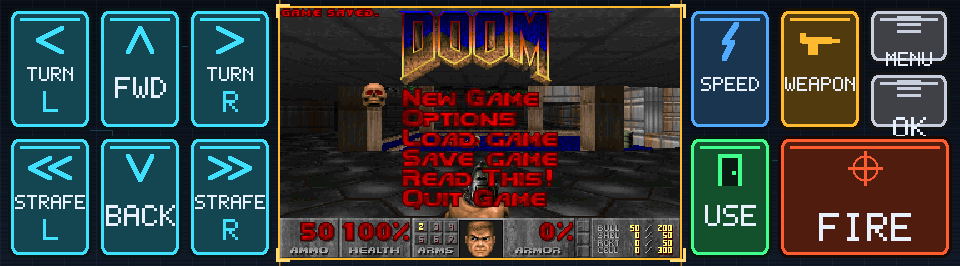 TURN
L
FWD
TURN
R
STRAFE
L
BACK
STRAFE
R
GAME SAVED.
DOOM
NEW GAME
OPTIONS
LOAD GAME
SAVE GAME
READ THIS!
QUIT GAME
50
AMMO
100%
HEALTH
2 3 4
5 6 7
ARMS
0%
ARMOR
BULL 50 / 200
SHEL 0 / 50
RCKT 0 / 50
CELL 0 / 300
SPEED
WEAPON
MENU
OK
USE
FIRE